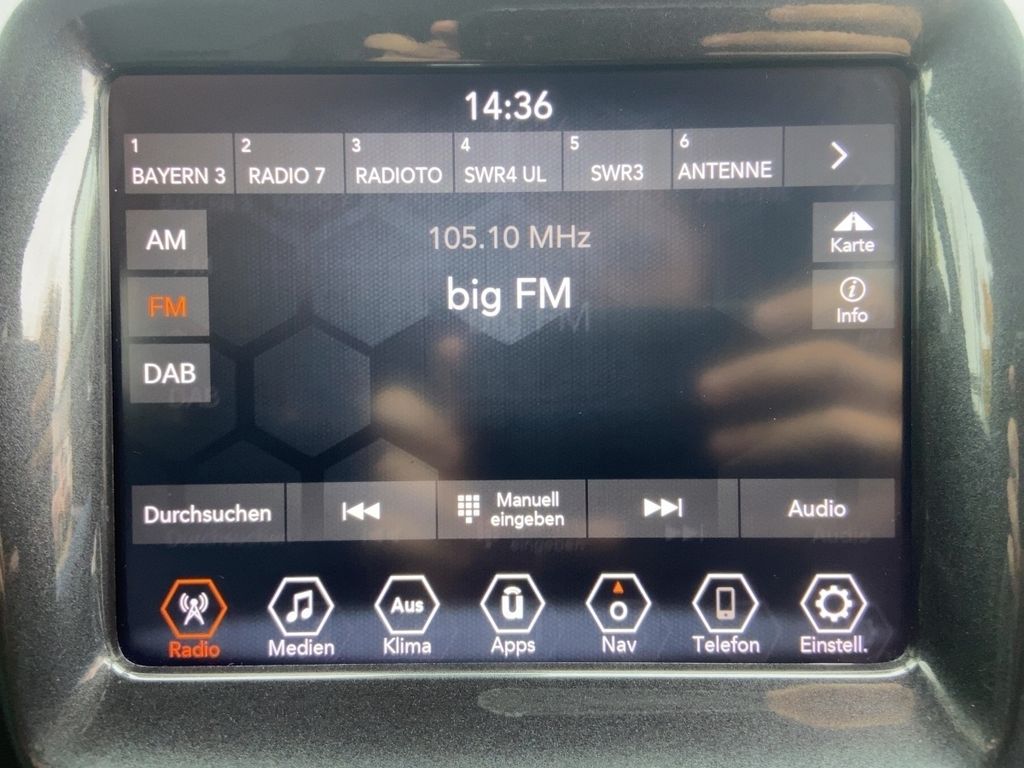 14:36
1 2 3 4 5 6
BAYERN 3 RADIO 7 RADIOTO SWR4 UL SWR3 ANTENNE
AM
105.10 MHz
Karte
big FM
FM
Info
DAB
Durchsuchen
Manuell
eingeben
Audio
Aus
Radio Medien Klima Apps Nav Telefon Einstell.